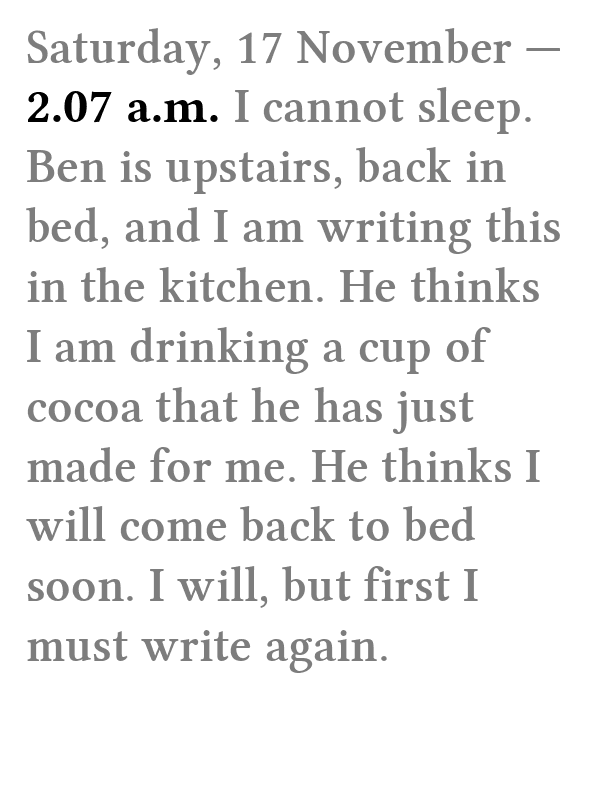 Saturday, 17 November —
2.07 a.m. I cannot sleep.
Ben is upstairs, back in
bed, and I am writing this
in the kitchen. He thinks
I am drinking a cup of
cocoa that he has just
made for me. He thinks I
will come back to bed
soon. I will, but first I
must write again.